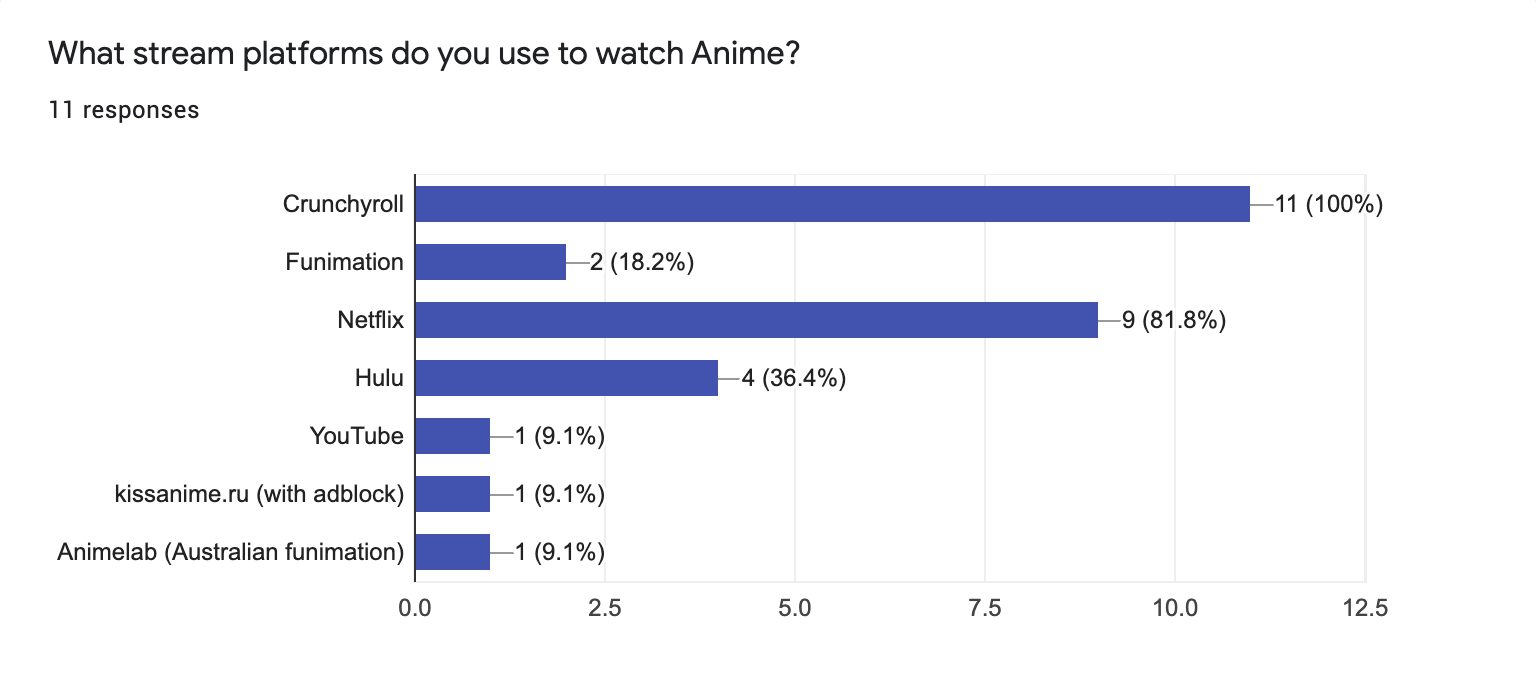 What stream platforms do you use to watch Anime?
11 responses
Crunchyroll 11 (100%)
Funimation 2 (18.2%)
Netflix 9 (81.8%)
Hulu 4 (36.4%)
YouTube 1 (9.1%)
kissanime.ru (with adblock) 1 (9.1%)
Animelab (Australian funimation) 1 (9.1%)
0.0 2.5 5.0 7.5 10.0 12.5